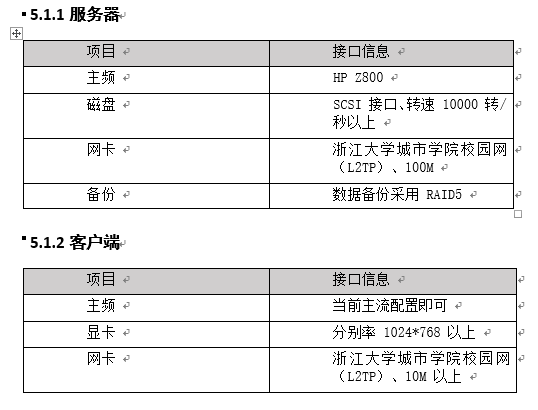 5.1.1 服务器
项目 接口信息
主频 HP Z800
磁盘 SCSI 接口、转速 10000 转/
秒以上
网卡 浙江大学城市学院校园网
（L2TP）、100M
备份 数据备份采用 RAID5
5.1.2 客户端
项目 接口信息
主频 当前主流配置即可
显卡 分别率 1024*768 以上
网卡 浙江大学城市学院校园网
（L2TP）、10M 以上